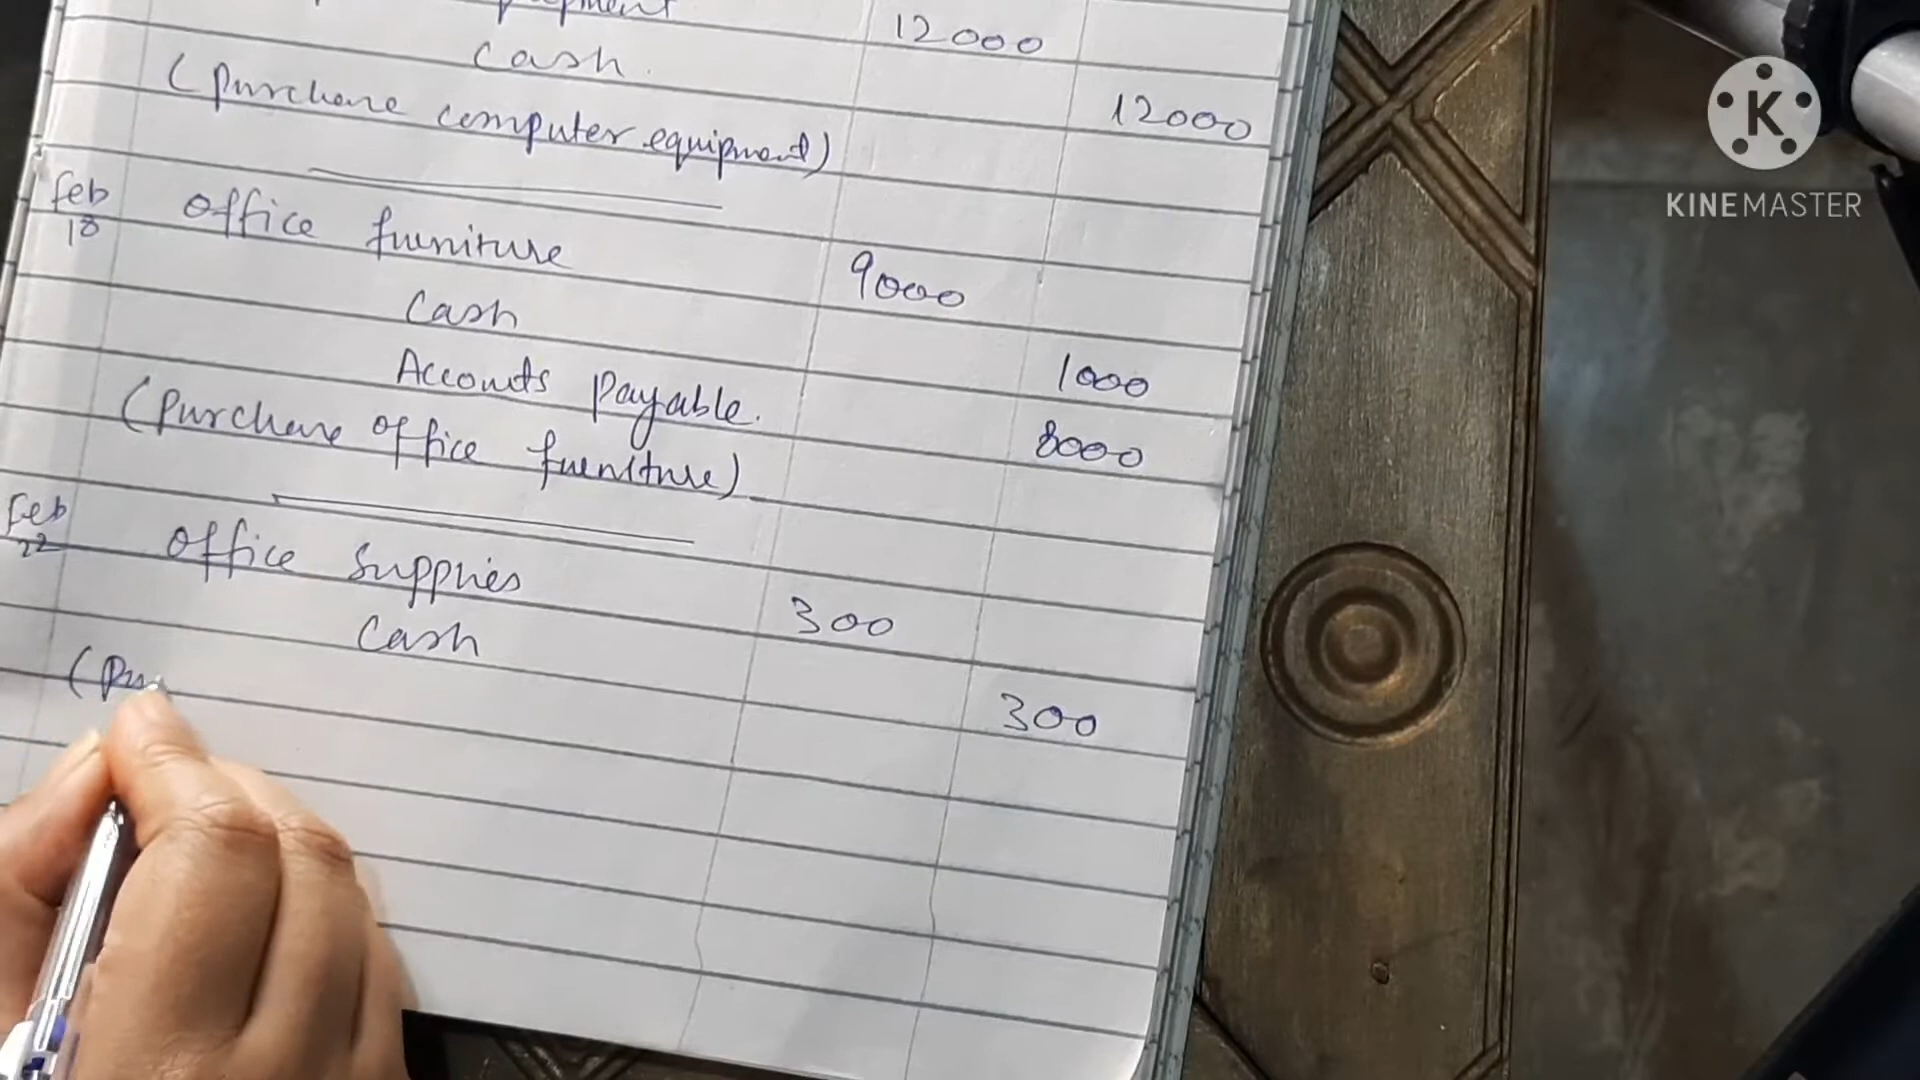 Cash. 12000
(purchase computer equipment) 12000
Feb 18 Office furniture 9000
Cash 1000
Accounts Payable. 8000
(purchase office furniture)
Feb 22 Office Supplies 300
Cash 300
(Pu
K
KINEMASTER